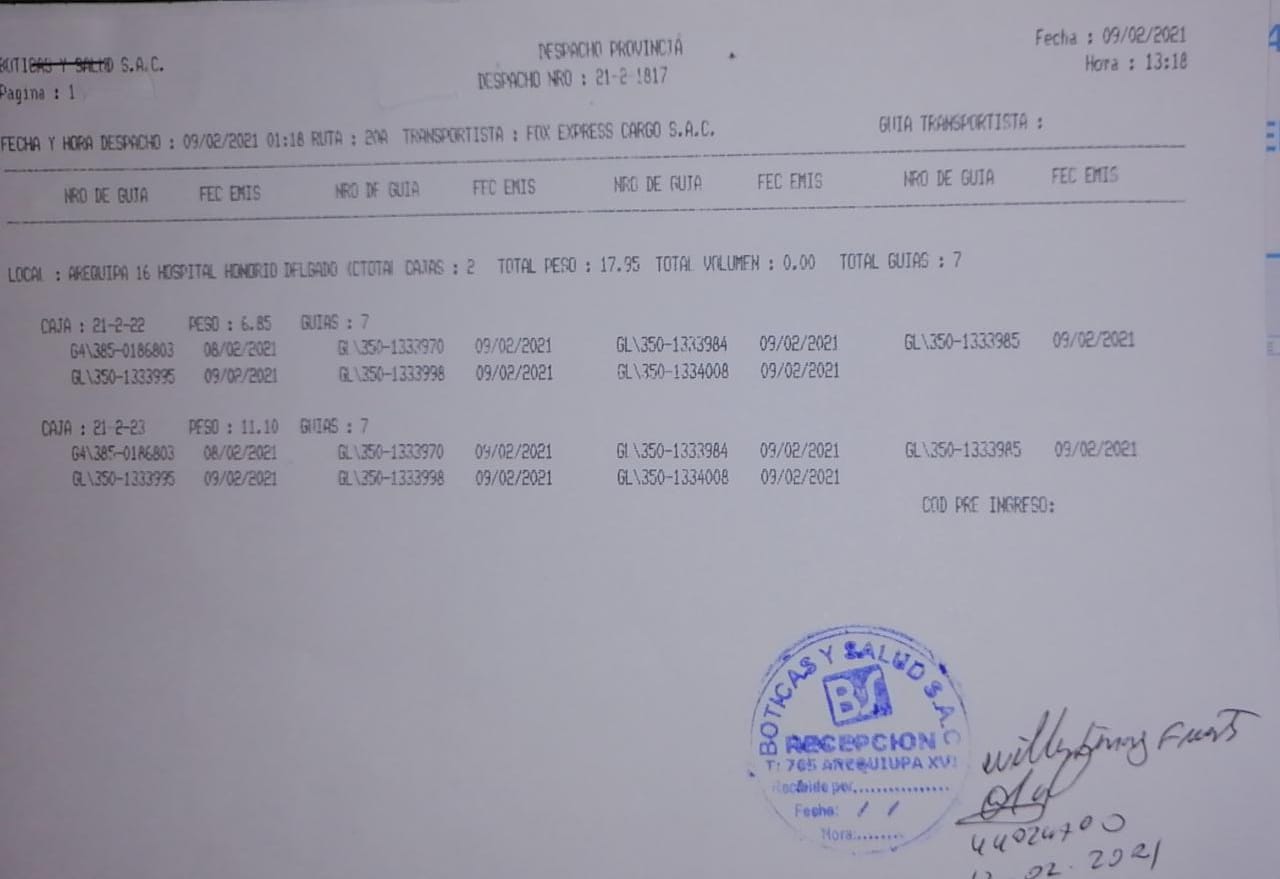 BOTICAS Y SALUD S.A.C.
DESPACHO PROVINCIA
Fecha : 09/02/2021
Pagina : 1
DESPACHO NRO : 21-2-1817
Hora : 13:18
FECHA Y HORA DESPACHO : 09/02/2021 01:18 RUTA : 20A TRANSPORTISTA : FOX EXPRESS CARGO S.A.C. GUIA TRANSPORTISTA :
NRO DE GUIA FEC EMIS NRO DE GUIA FEC EMIS NRO DE GUIA FEC EMIS NRO DE GUIA FEC EMIS
LOCAL : AREQUIPA 16 HOSPITAL HONORIO DELGADO (CTOTAL CAJAS : 2 TOTAL PESO : 17.95 TOTAL VOLUMEN : 0.00 TOTAL GUIAS : 7
CAJA : 21-2-22 PESO : 6.85 GUIAS : 7
G4\385-0186803 08/02/2021 GL\350-1333970 09/02/2021 GL\350-1333984 09/02/2021 GL\350-1333985 09/02/2021
GL\350-1333995 09/02/2021 GL\350-1333998 09/02/2021 GL\350-1334008 09/02/2021
CAJA : 21-2-23 PESO : 11.10 GUIAS : 7
G4\385-0186803 08/02/2021 GL\350-1333970 09/02/2021 GL\350-1333984 09/02/2021 GL\350-1333985 09/02/2021
GL\350-1333995 09/02/2021 GL\350-1333998 09/02/2021 GL\350-1334008 09/02/2021
COD PRE INGRESO:
BOTICAS Y SALUD S.A.C
BS
RECEPCION
T: 765 AREQUIUPA XVI
Recibido por,...............
Fecha: / /
Hora:........
Willy
44024700
02.2021